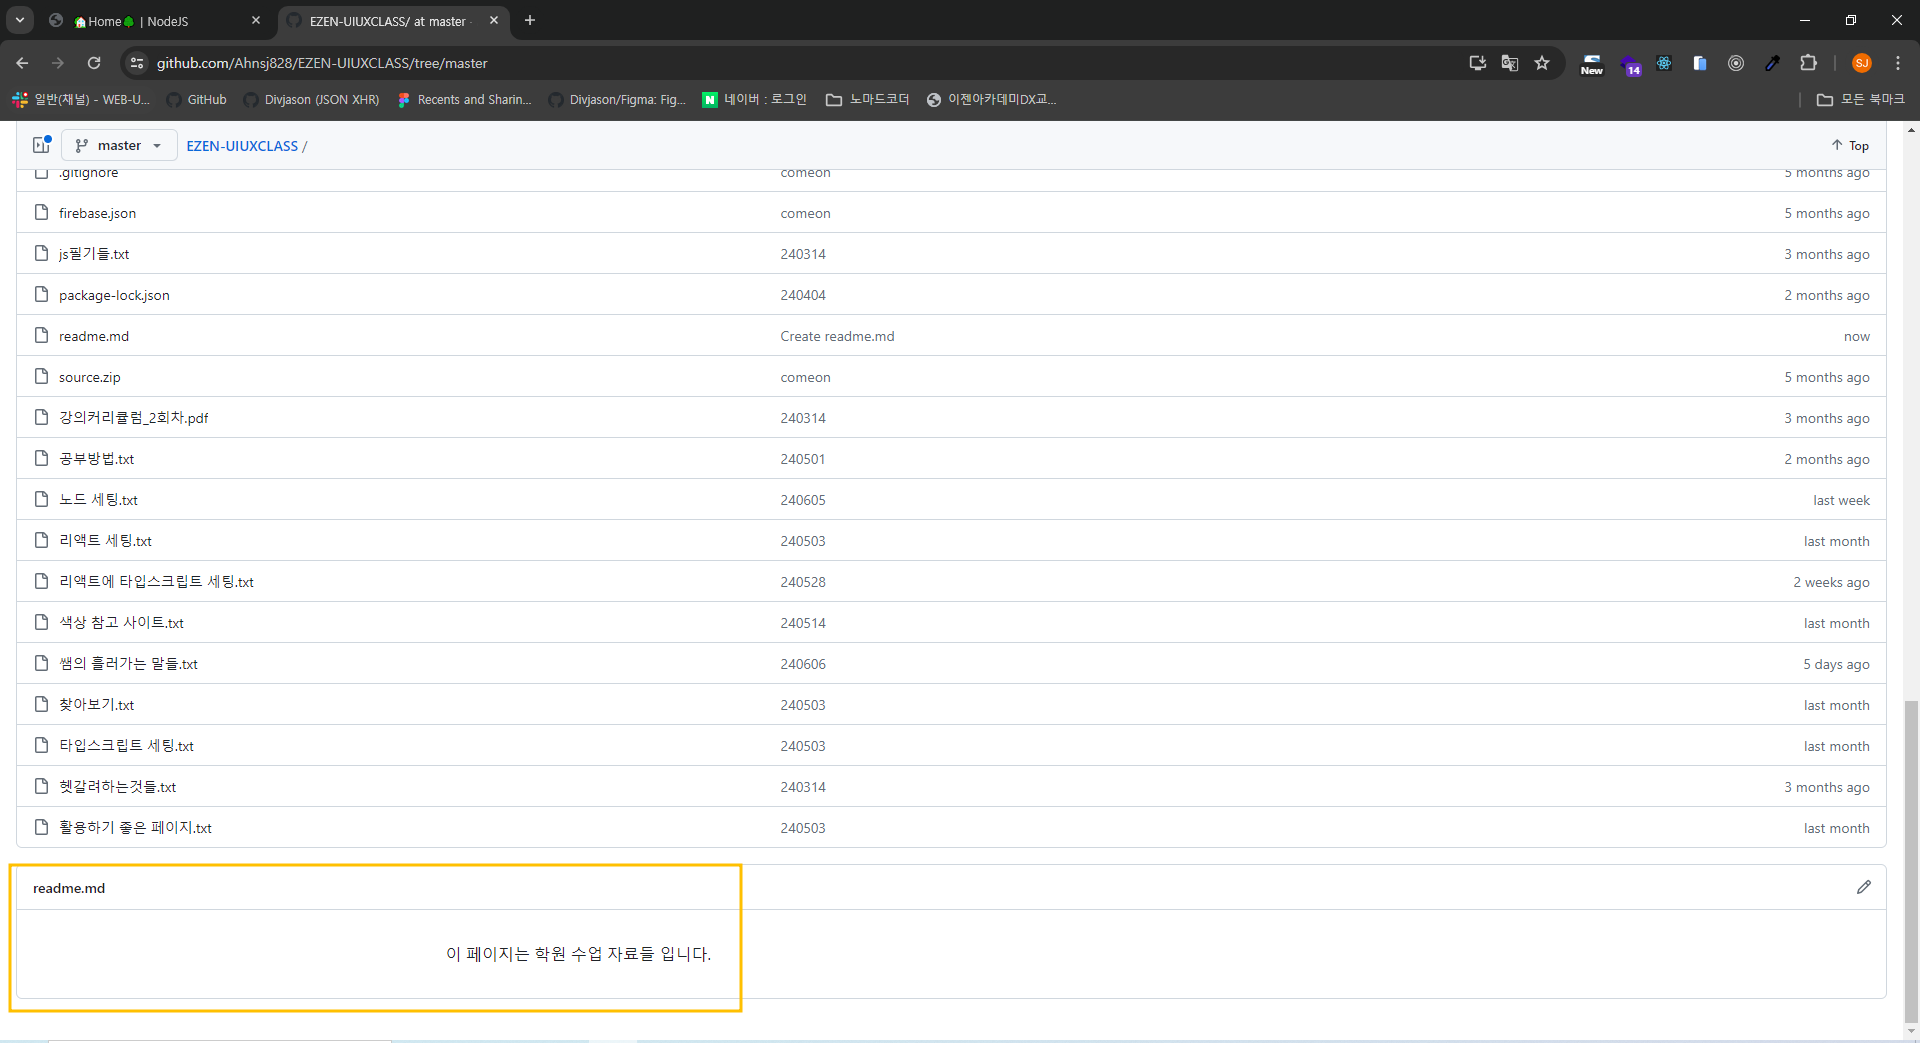 🏠Home🌳 | NodeJS
EZEN-UIUXCLASS/ at master
github.com/Ahnsj828/EZEN-UIUXCLASS/tree/master
New
14
SJ
일반(채널) - WEB-U...
GitHub
Divjason (JSON XHR)
Recents and Sharin...
Divjason/Figma: Fig...
N 네이버 : 로그인
노마드코더
이젠아카데미DX교...
모든 북마크
master
EZEN-UIUXCLASS /
Top
.gitignore comeon 5 months ago
firebase.json comeon 5 months ago
js필기들.txt 240314 3 months ago
package-lock.json 240404 2 months ago
readme.md Create readme.md now
source.zip comeon 5 months ago
강의커리큘럼_2회차.pdf 240314 3 months ago
공부방법.txt 240501 2 months ago
노드 세팅.txt 240605 last week
리액트 세팅.txt 240503 last month
리액트에 타입스크립트 세팅.txt 240528 2 weeks ago
색상 참고 사이트.txt 240514 last month
쌤의 흘러가는 말들.txt 240606 5 days ago
찾아보기.txt 240503 last month
타입스크립트 세팅.txt 240503 last month
헷갈려하는것들.txt 240314 3 months ago
활용하기 좋은 페이지.txt 240503 last month
readme.md
이 페이지는 학원 수업 자료들 입니다.